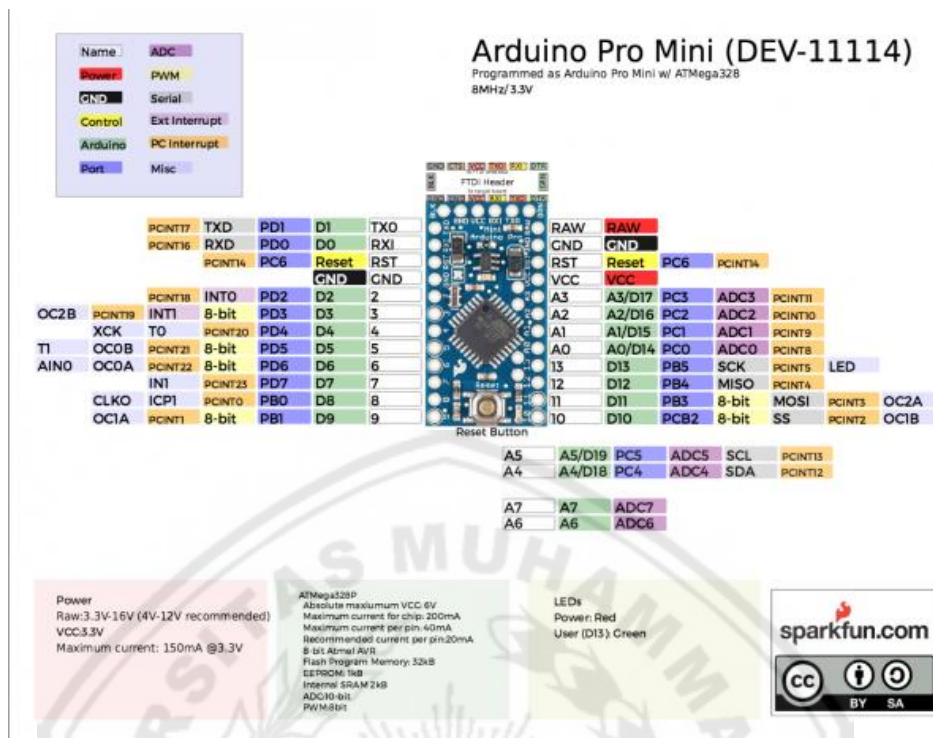 Arduino Pro Mini (DEV-11114)
Programmed as Arduino Pro Mini w/ ATMega328
8MHz/3.3V
Name ADC
Power PWM
GND Serial
Control Ext Interrupt
Arduino PC Interrupt
Port Misc
GND CTS VCC TXO RXI DTR
BLK FTDI Header GRN
PCINT17 TXD PD1 D1 TX0 RAW RAW
PCINT16 RXD PD0 D0 RXI GND GND
PCINT14 PC6 Reset RST RST Reset PC6 PCINT14
GND GND VCC VCC
PCINT18 INT0 PD2 D2 2 A3 A3/D17 PC3 ADC3 PCINT11
OC2B PCINT19 INT1 8-bit PD3 D3 3 A2 A2/D16 PC2 ADC2 PCINT10
XCK T0 PCINT20 PD4 D4 4 A1 A1/D15 PC1 ADC1 PCINT9
T1 OC0B PCINT21 8-bit PD5 D5 5 A0 A0/D14 PC0 ADC0 PCINT8
AIN0 OC0A PCINT22 8-bit PD6 D6 6 13 D13 PB5 SCK PCINT5 LED
IN1 PCINT23 PD7 D7 7 12 D12 PB4 MISO PCINT4
CLKO ICP1 PCINT0 PB0 D8 8 11 D11 PB3 8-bit MOSI PCINT3 OC2A
OC1A PCINT1 8-bit PB1 D9 9 10 D10 PCB2 8-bit SS PCINT2 OC1B
Reset Button
A5 A5/D19 PC5 ADC5 SCL PCINT13
A4 A4/D18 PC4 ADC4 SDA PCINT12
A7 A7 ADC7
A6 A6 ADC6
Power
Raw:3.3V-16V (4V-12V recommended)
VCC:3.3V
Maximum current: 150mA @3.3V
ATMega328P
Absolute maxiumum VCC: 6V
Maximum current for chip: 200mA
Maximum current per pin: 40mA
Recommended current per pin:20mA
8-bit Atmel AVR
Flash Program Memory: 32kB
EEPROM: 1kB
Internal SRAM 2kB
ADC:10-bit
PWM:8bit
LEDs
Power: Red
User (D13): Green
sparkfun.com
cc BY SA
RSITAS MUHAMMA